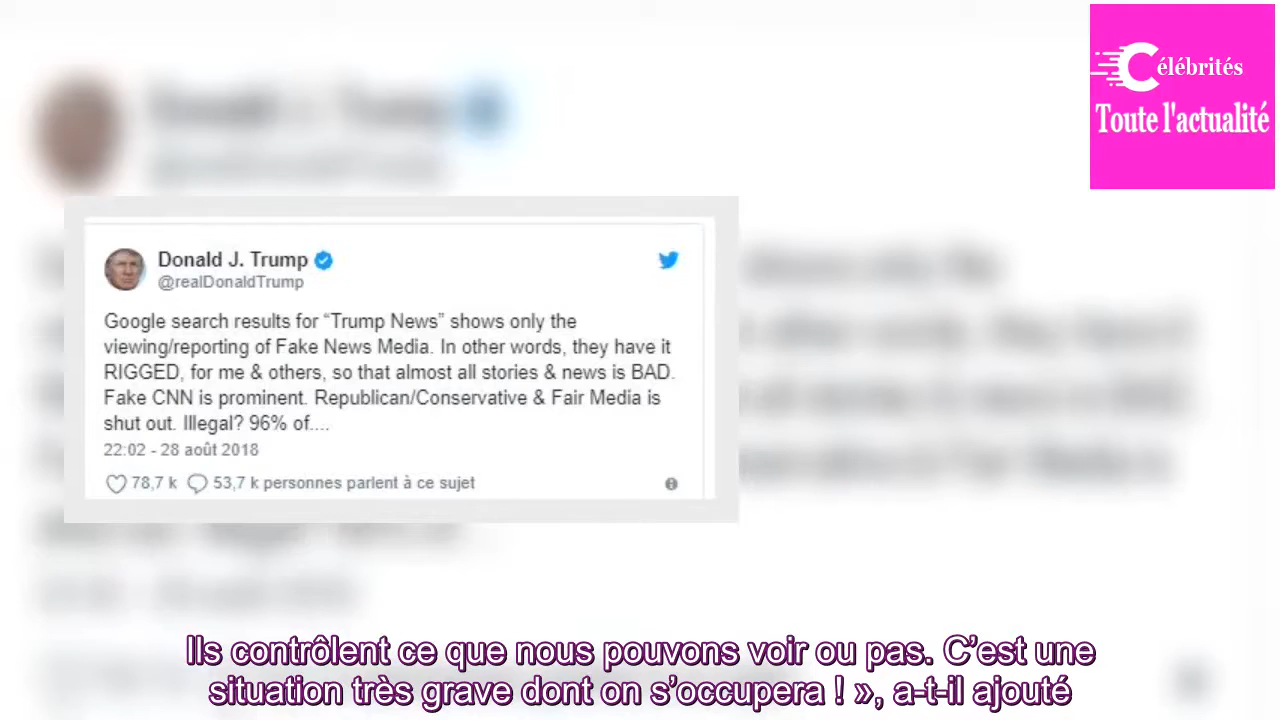 Célébrités
Toute l'actualité
Donald J. Trump
@realDonaldTrump
Google search results for “Trump News” shows only the
viewing/reporting of Fake News Media. In other words, they have it
RIGGED, for me & others, so that almost all stories & news is BAD.
Fake CNN is prominent. Republican/Conservative & Fair Media is
shut out. Illegal? 96% of....
22:02 - 28 août 2018
78,7 k 53,7 k personnes parlent à ce sujet
Ils contrôlent ce que nous pouvons voir ou pas. C’est une
situation très grave dont on s’occupera ! », a-t-il ajouté